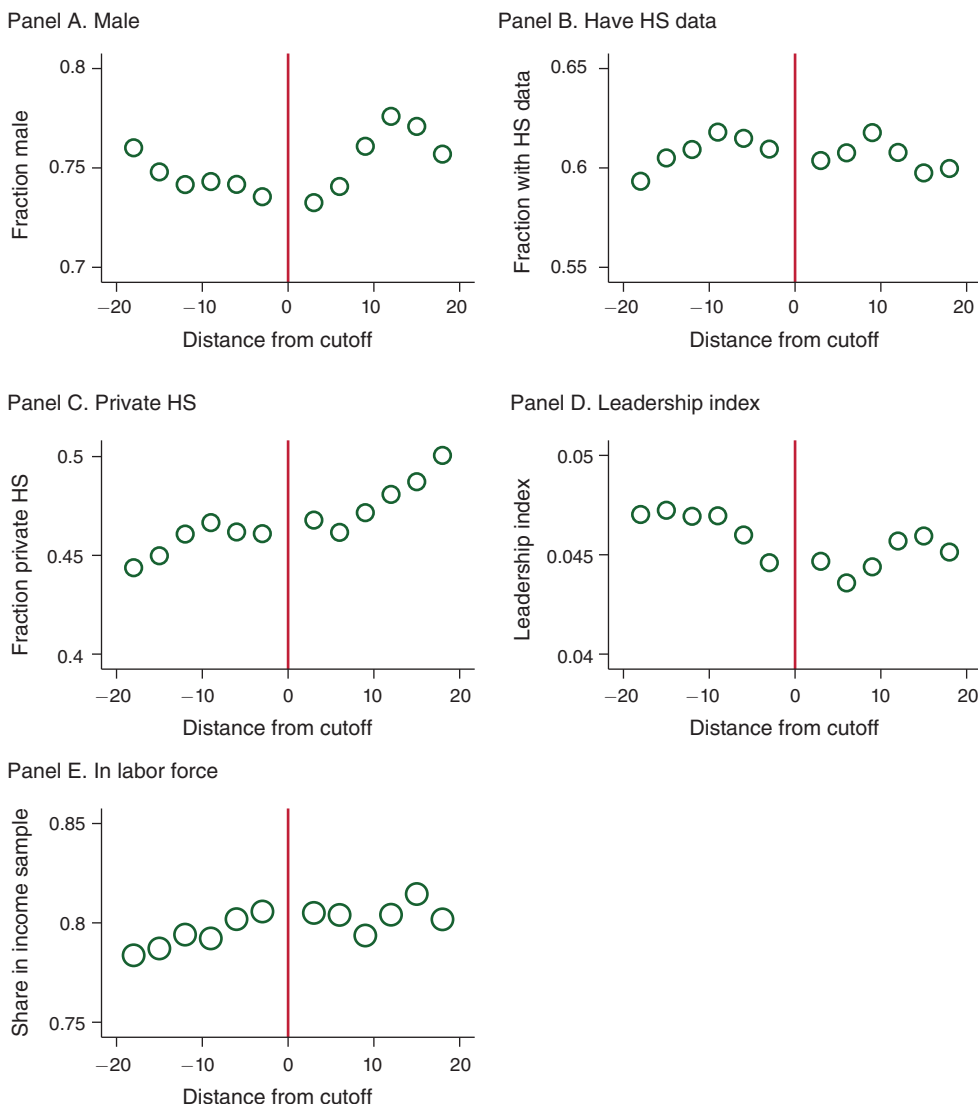 Panel A. Male
Fraction male
0.8
0.75
0.7
−20 −10 0 10 20
Distance from cutoff
Panel B. Have HS data
Fraction with HS data
0.65
0.6
0.55
−20 −10 0 10 20
Distance from cutoff
Panel C. Private HS
Fraction private HS
0.5
0.45
0.4
−20 −10 0 10 20
Distance from cutoff
Panel D. Leadership index
Leadership index
0.05
0.045
0.04
−20 −10 0 10 20
Distance from cutoff
Panel E. In labor force
Share in income sample
0.85
0.8
0.75
−20 −10 0 10 20
Distance from cutoff